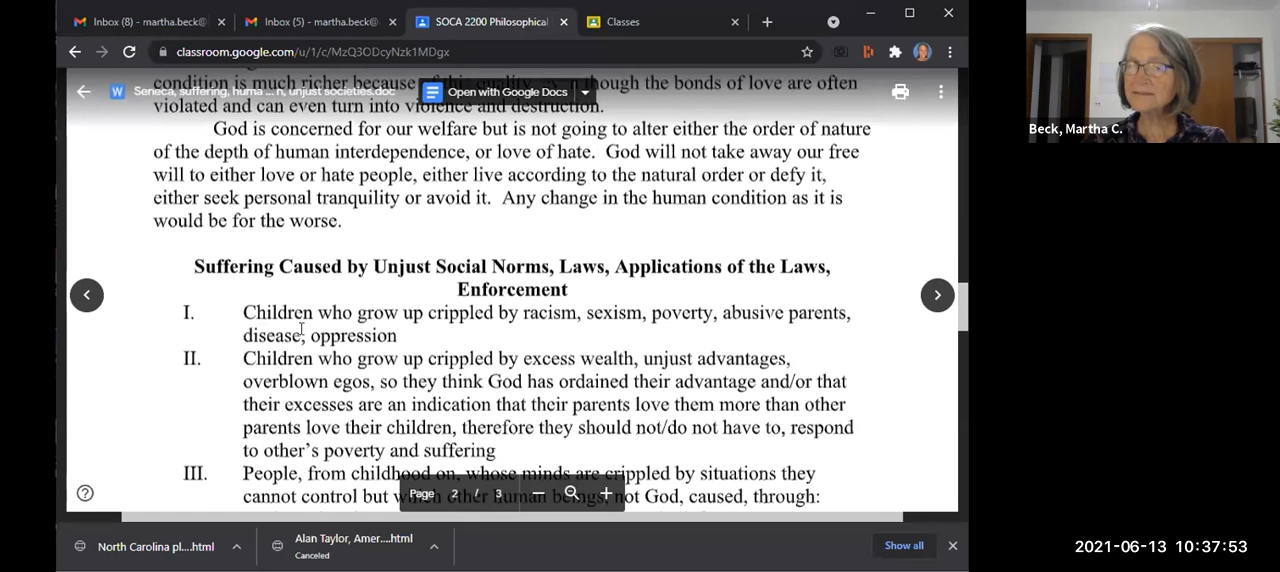 Inbox (8) - martha.beck@
Inbox (5) - martha.beck@
SOCA 2200 Philosophical
Classes
classroom.google.com/u/1/c/MzQ3ODcyNzk1MDgx
condition is much richer because of this quality, even though the bonds of love are often
Seneca, suffering, huma ... n, unjust societies.doc
Open with Google Docs
violated and can even turn into violence and destruction.
God is concerned for our welfare but is not going to alter either the order of nature
of the depth of human interdependence, or love of hate. God will not take away our free
will to either love or hate people, either live according to the natural order or defy it,
either seek personal tranquility or avoid it. Any change in the human condition as it is
would be for the worse.
Suffering Caused by Unjust Social Norms, Laws, Applications of the Laws,
Enforcement
I. Children who grow up crippled by racism, sexism, poverty, abusive parents,
disease, oppression
II. Children who grow up crippled by excess wealth, unjust advantages,
overblown egos, so they think God has ordained their advantage and/or that
their excesses are an indication that their parents love them more than other
parents love their children, therefore they should not/do not have to, respond
to other's poverty and suffering
III. People, from childhood on, whose minds are crippled by situations they
cannot control but which other human beings, not God, caused, through:
Page 2 / 3
North Carolina pl....html
Alan Taylor, Amer....html
Canceled
Show all
Beck, Martha C.
2021-06-13 10:37:53